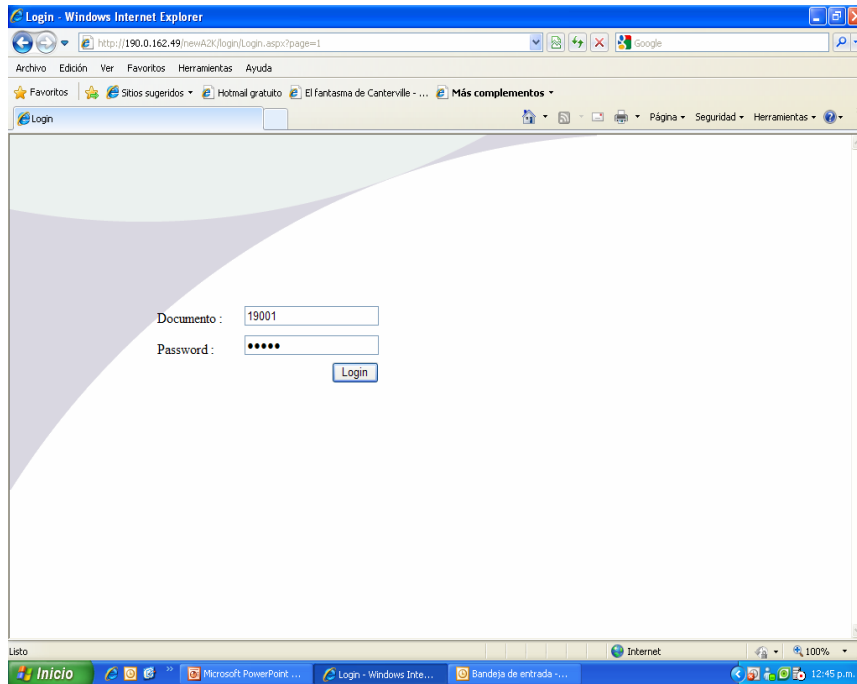 Login - Windows Internet Explorer
http://190.0.162.49/newA2K/login/Login.aspx?page=1
Google
Archivo Edición Ver Favoritos Herramientas Ayuda
Favoritos Sitios sugeridos Hotmail gratuito El fantasma de Canterville - ... Más complementos
Login Página Seguridad Herramientas
Documento : 19001
Password : •••••
Login
Listo Internet 100%
Inicio Microsoft PowerPoint ... Login - Windows Inte... Bandeja de entrada -... 12:45 p.m.